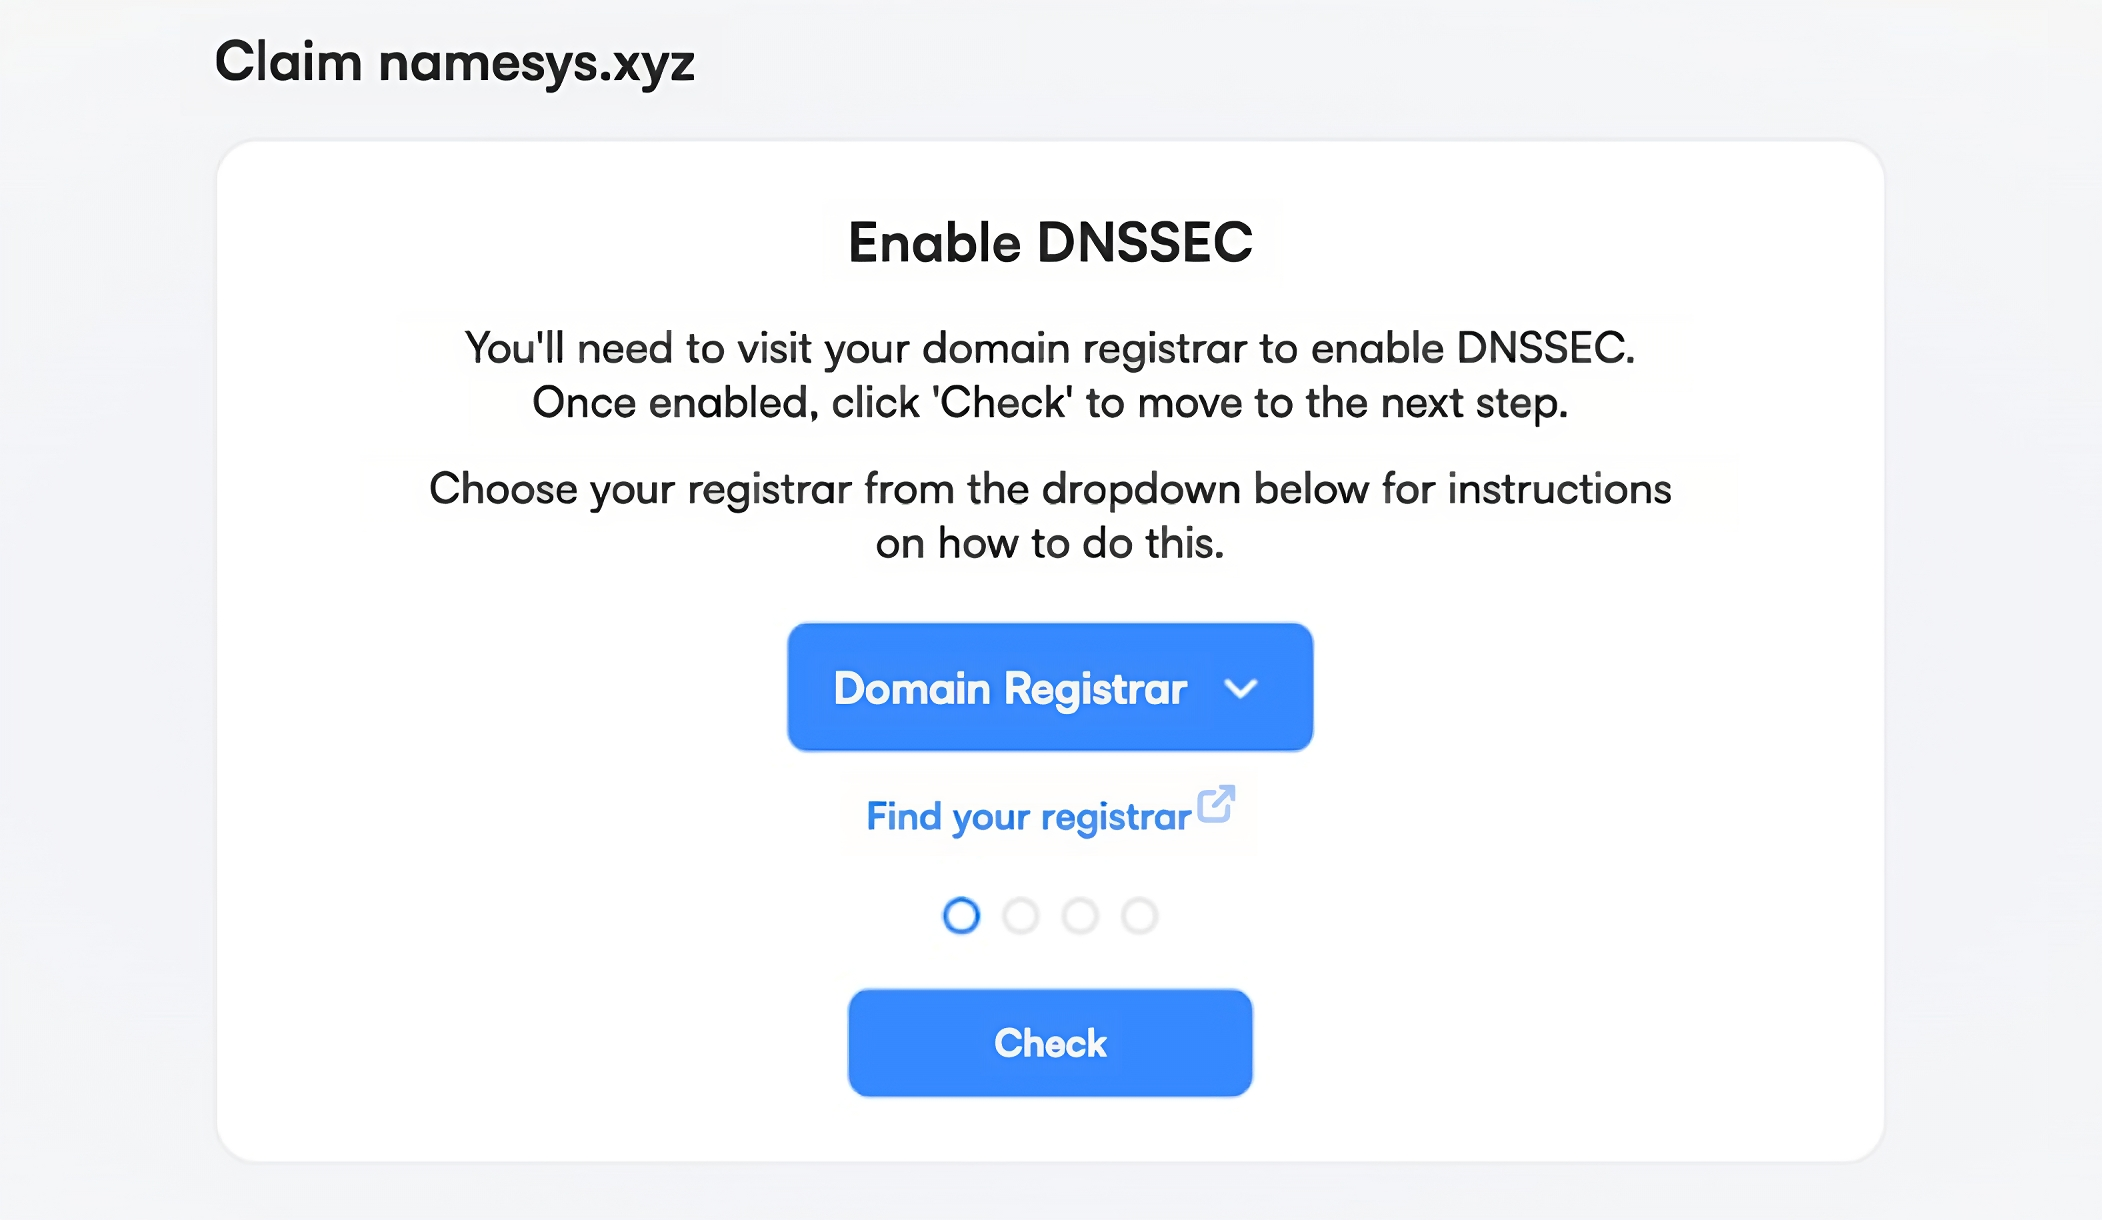 Claim namesys.xyz
Enable DNSSEC
You'll need to visit your domain registrar to enable DNSSEC.
Once enabled, click 'Check' to move to the next step.
Choose your registrar from the dropdown below for instructions
on how to do this.
Domain Registrar
Find your registrar
Check